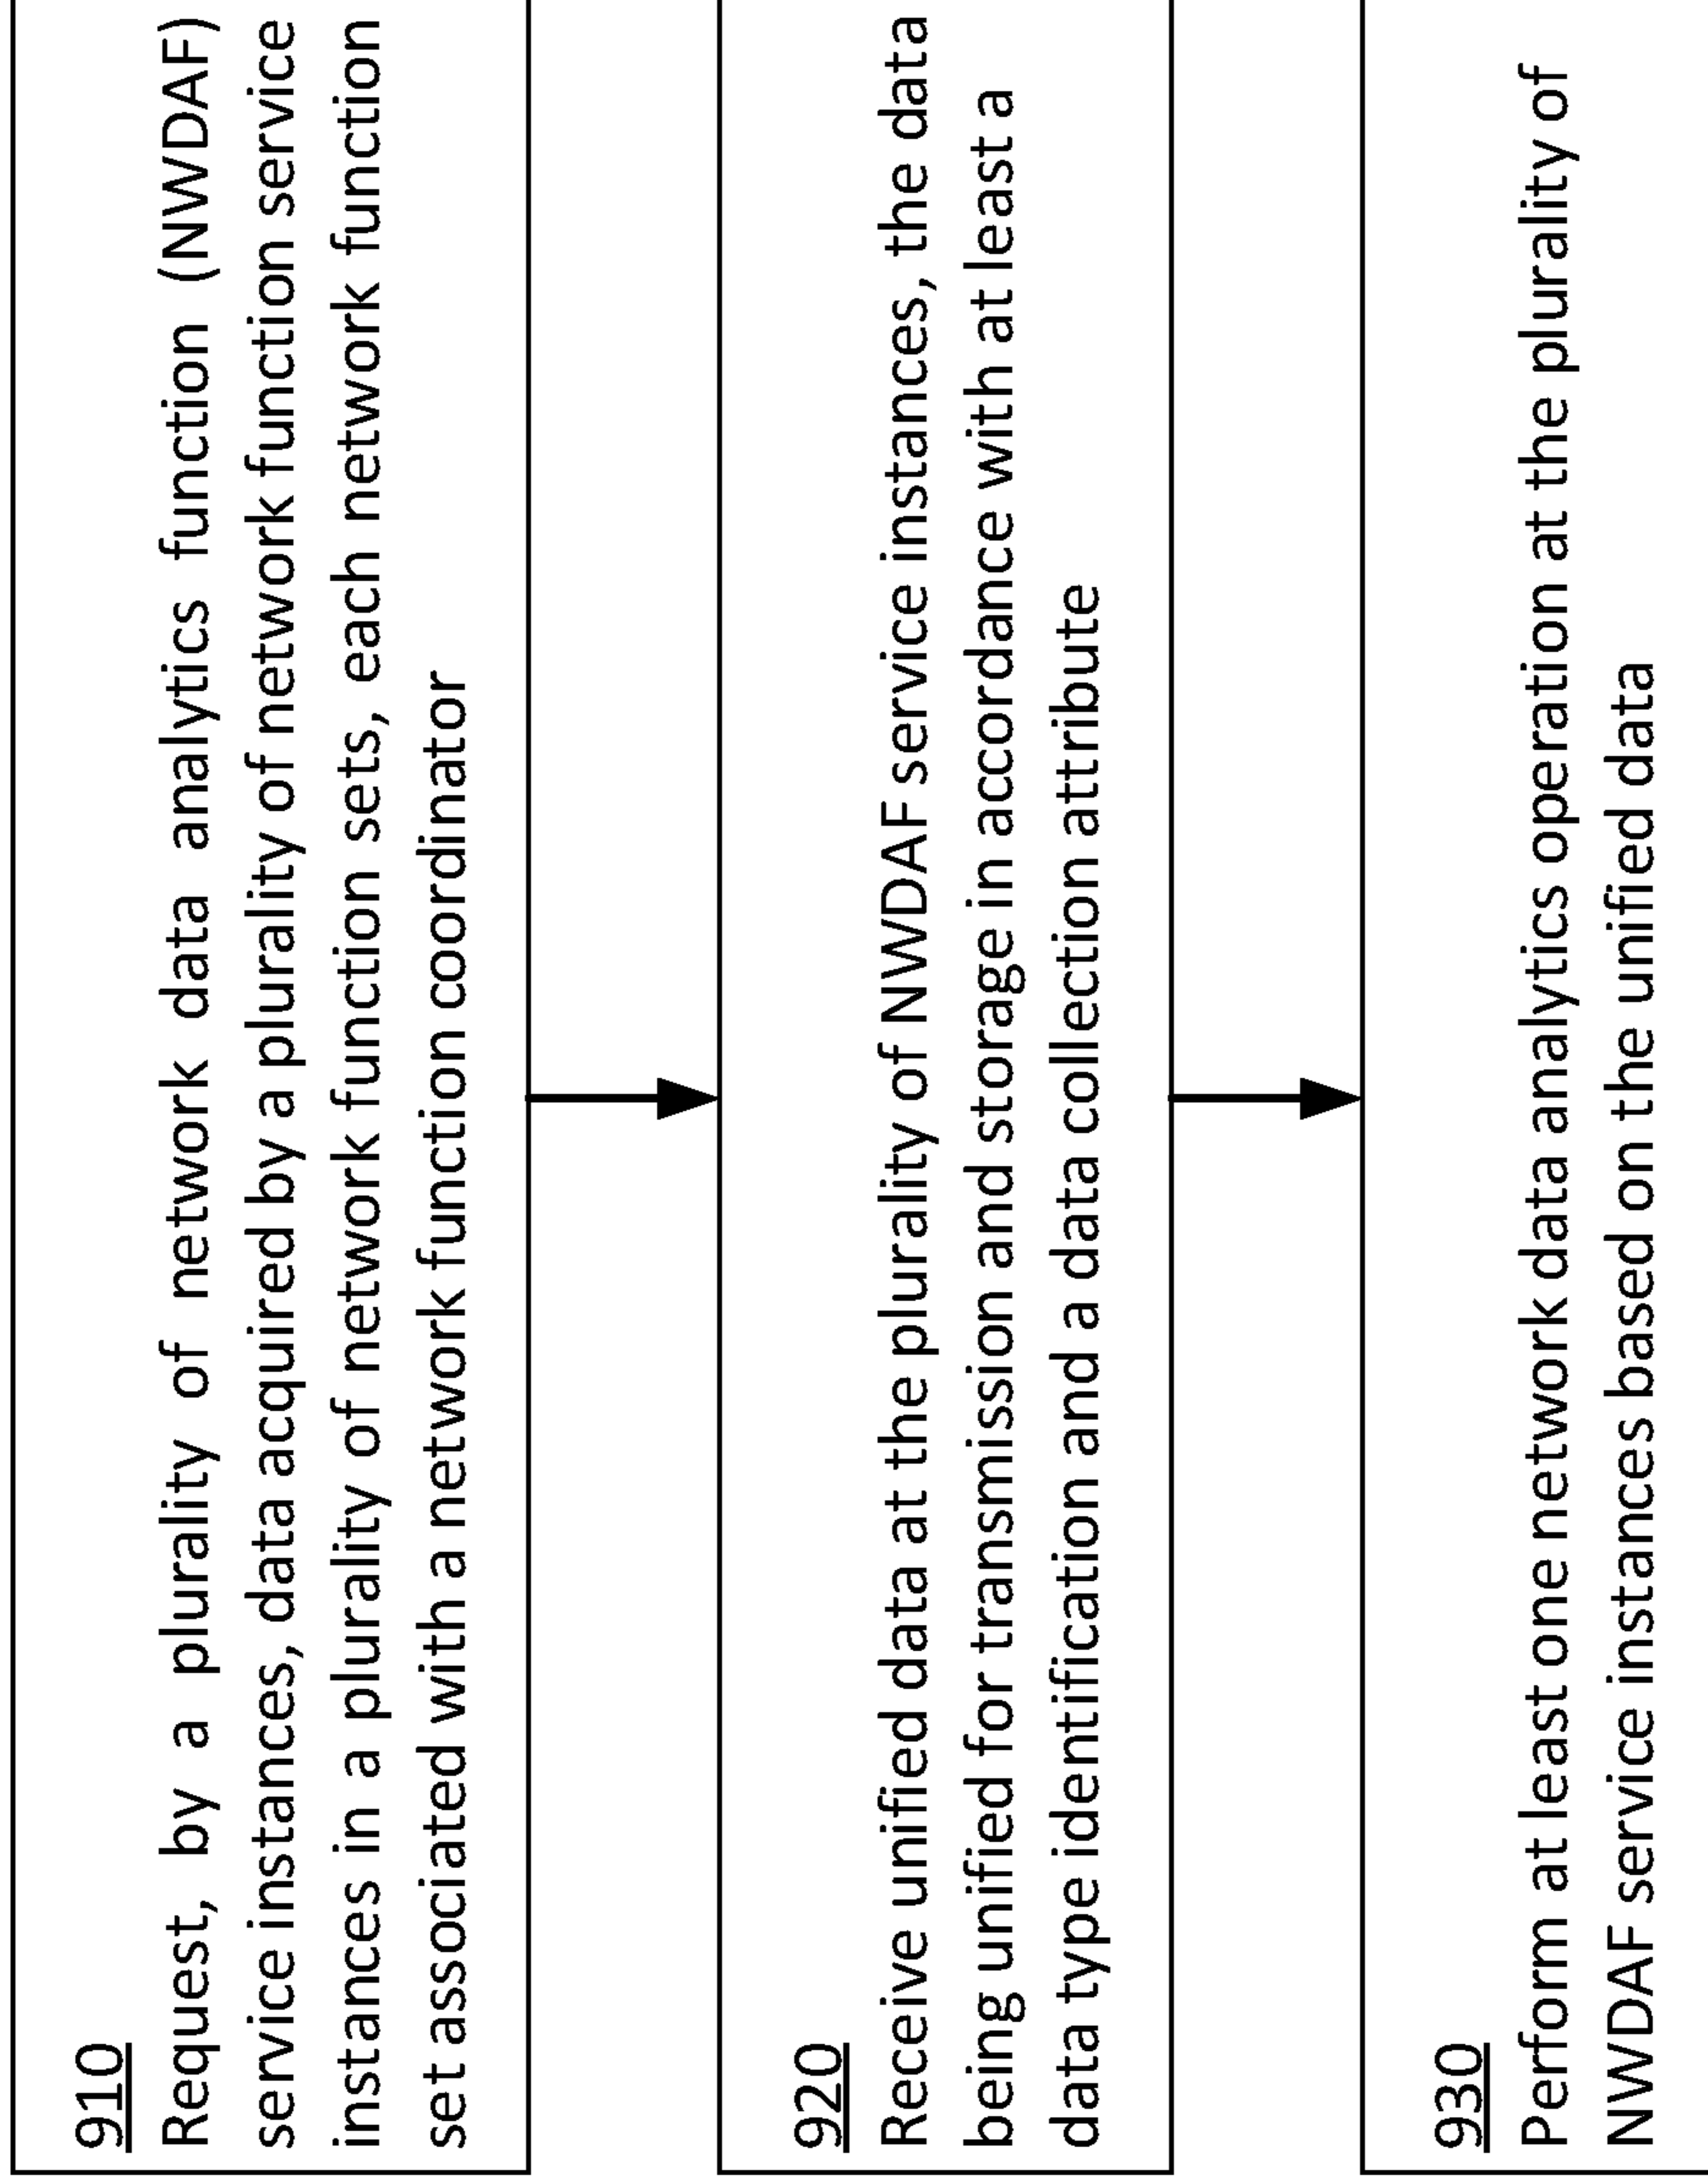 910
Request, by a plurality of network data analytics function (NWDAF)
service instances, data acquired by a plurality of network function service
instances in a plurality of network function sets, each network function
set associated with a network function coordinator
920
Receive unified data at the plurality of NWDAF service instances, the data
being unified for transmission and storage in accordance with at least a
data type identification and a data collection attribute
930
Perform at least one network data analytics operation at the plurality of
NWDAF service instances based on the unified data